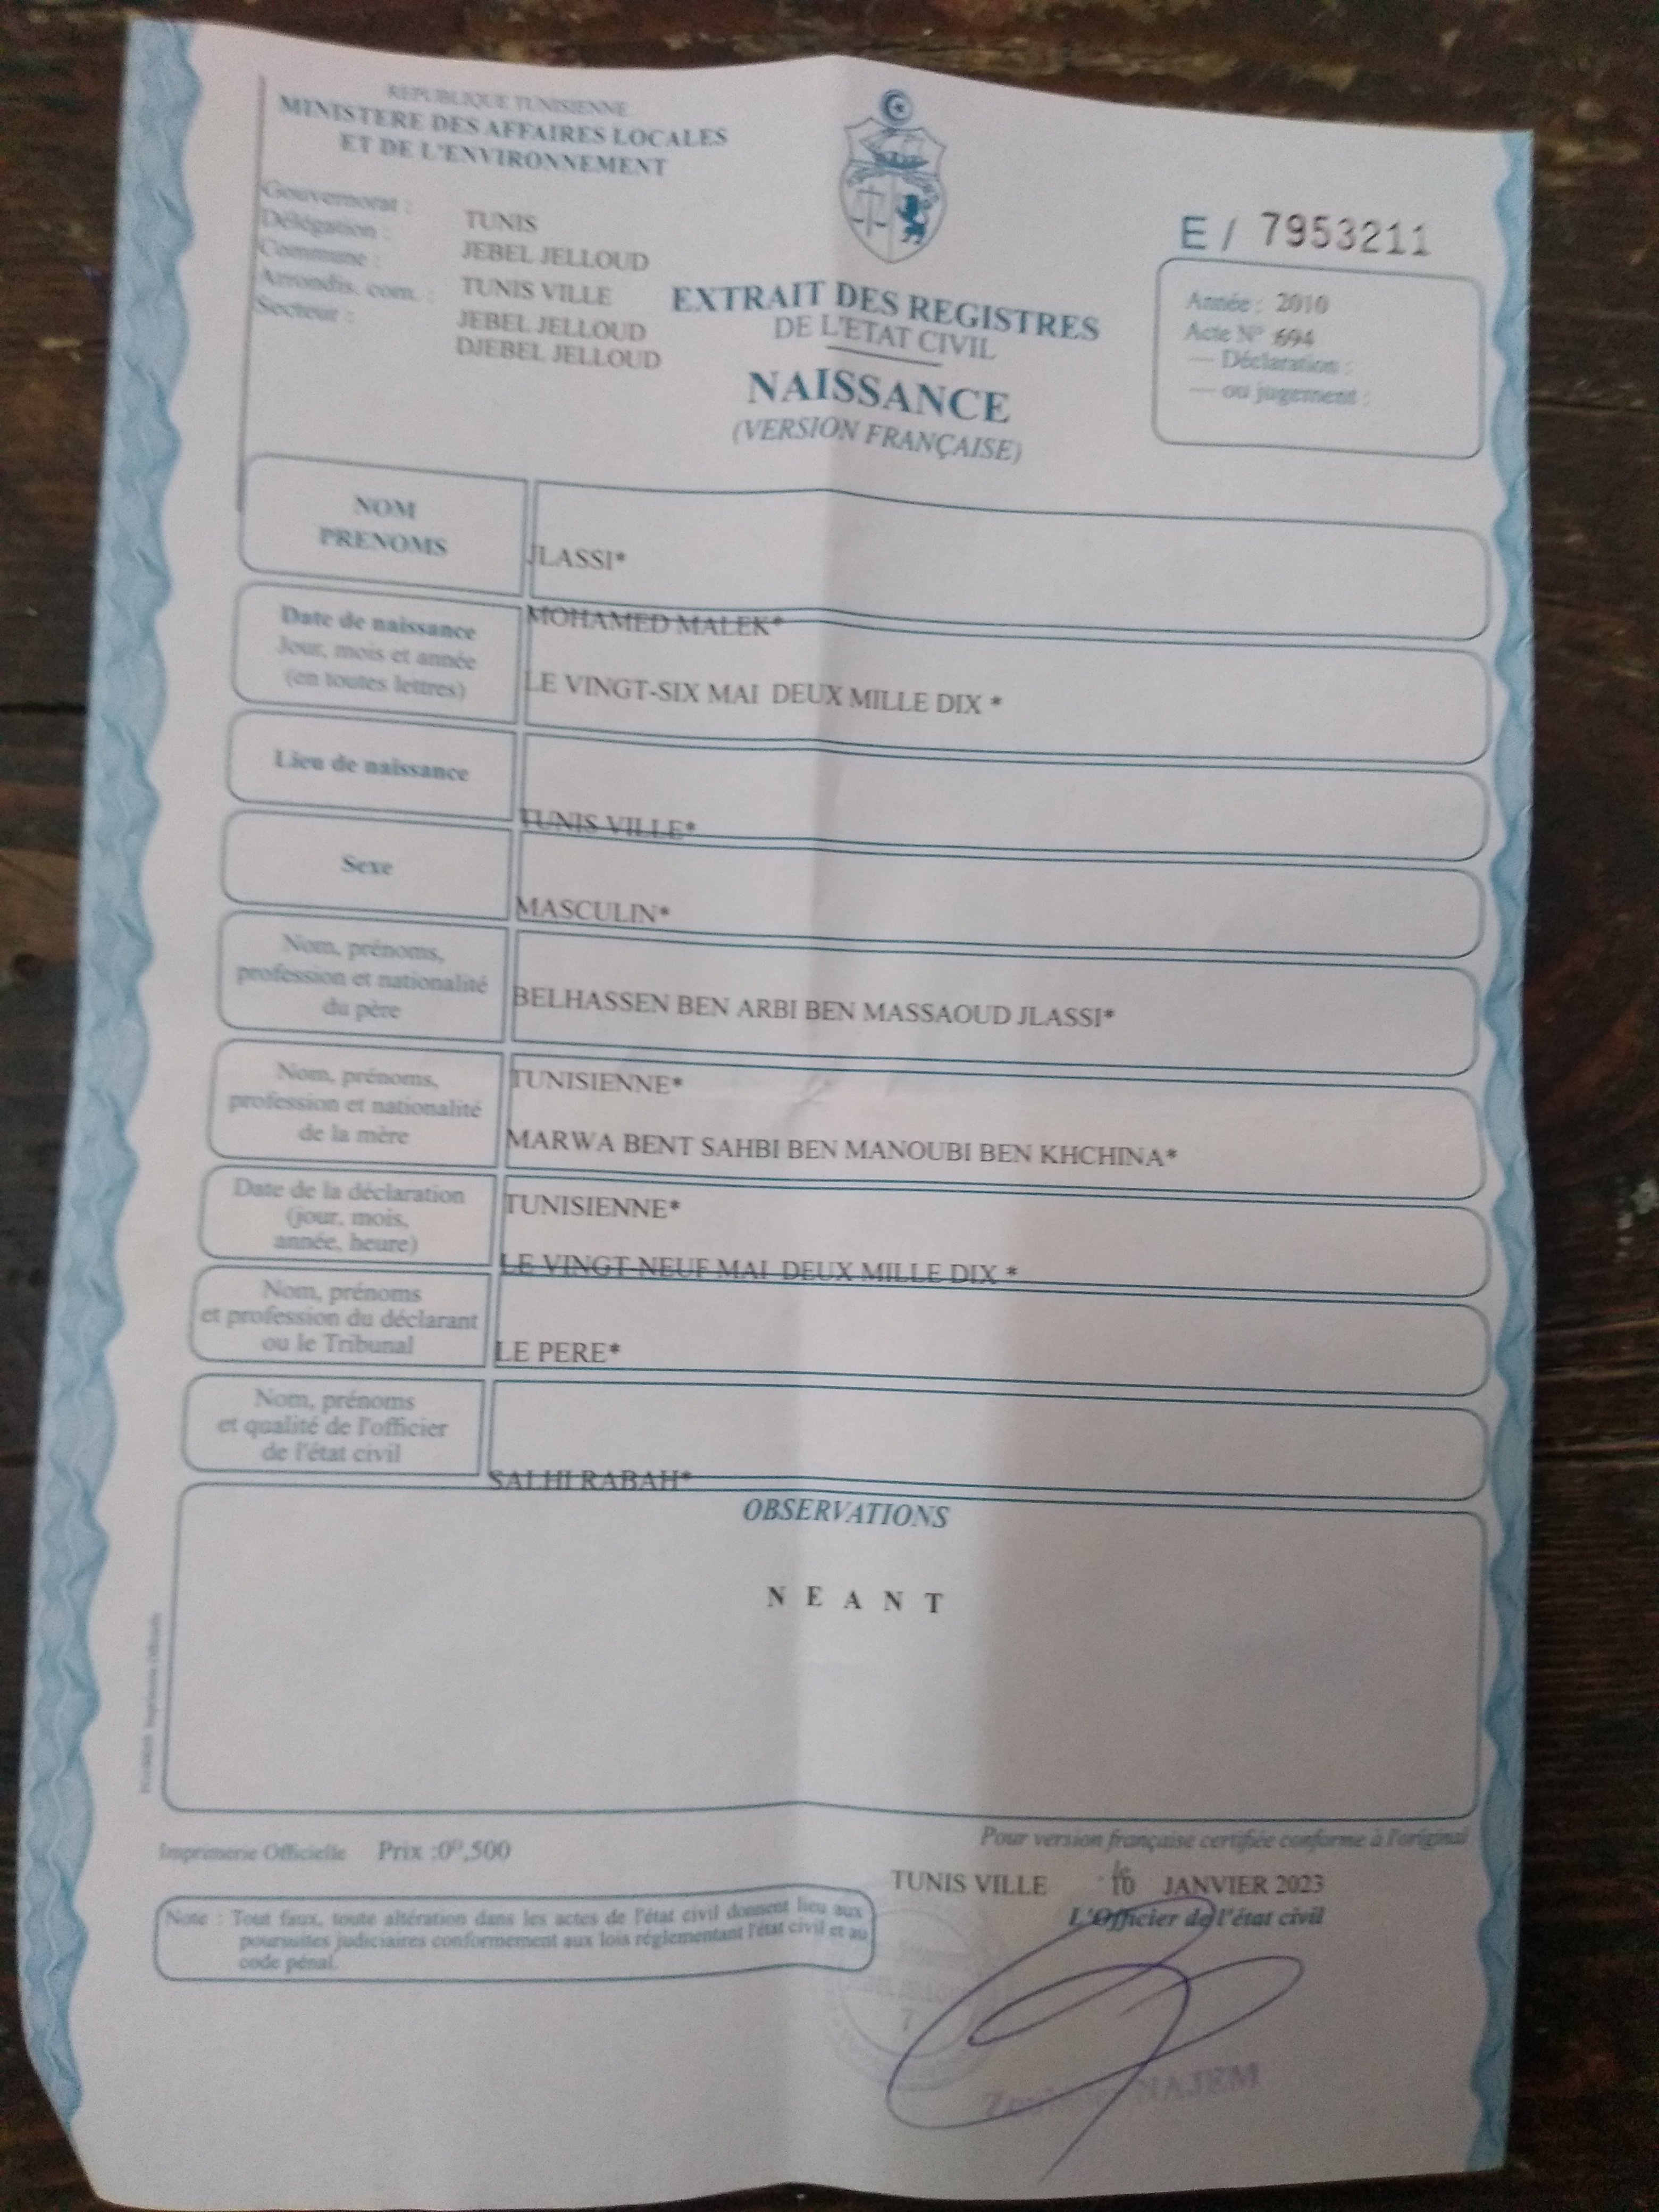 REPUBLIQUE TUNISIENNE
MINISTERE DES AFFAIRES LOCALES
ET DE L'ENVIRONNEMENT
Gouvernorat : TUNIS
Délégation : JEBEL JELLOUD
Commune : TUNIS VILLE
Arrondis. com. : JEBEL JELLOUD
Secteur : DJEBEL JELLOUD
E / 7953211
Année : 2010
Acte N° 694
— Déclaration :
— ou jugement :
EXTRAIT DES REGISTRES
DE L'ETAT CIVIL
NAISSANCE
(VERSION FRANÇAISE)
NOM
PRENOMS
JLASSI*
MOHAMED MALEK*
Date de naissance
Jour, mois et année
(en toutes lettres)
LE VINGT-SIX MAI DEUX MILLE DIX *
Lieu de naissance
TUNIS VILLE*
Sexe
MASCULIN*
Nom, prénoms,
profession et nationalité
du père
BELHASSEN BEN ARBI BEN MASSAOUD JLASSI*
TUNISIENNE*
Nom, prénoms,
profession et nationalité
de la mère
MARWA BENT SAHBI BEN MANOUBI BEN KHCHINA*
TUNISIENNE*
Date de la déclaration
(jour, mois,
année, heure)
LE VINGT-NEUF MAI DEUX MILLE DIX *
Nom, prénoms
et profession du déclarant
ou le Tribunal
LE PERE*
Nom, prénoms
et qualité de l'officier
de l'état civil
SALHI RABAH*
OBSERVATIONS
N E A N T
Imprimerie Officielle Prix :0ᴰ,500
Pour version française certifiée conforme à l'original
TUNIS VILLE JANVIER 2023
L'Officier de l'état civil
Note : Tout faux, toute altération dans les actes de l'état civil donnent lieu aux
poursuites judiciaires conformement aux lois réglementant l'état civil et au
code pénal.
NAJEM